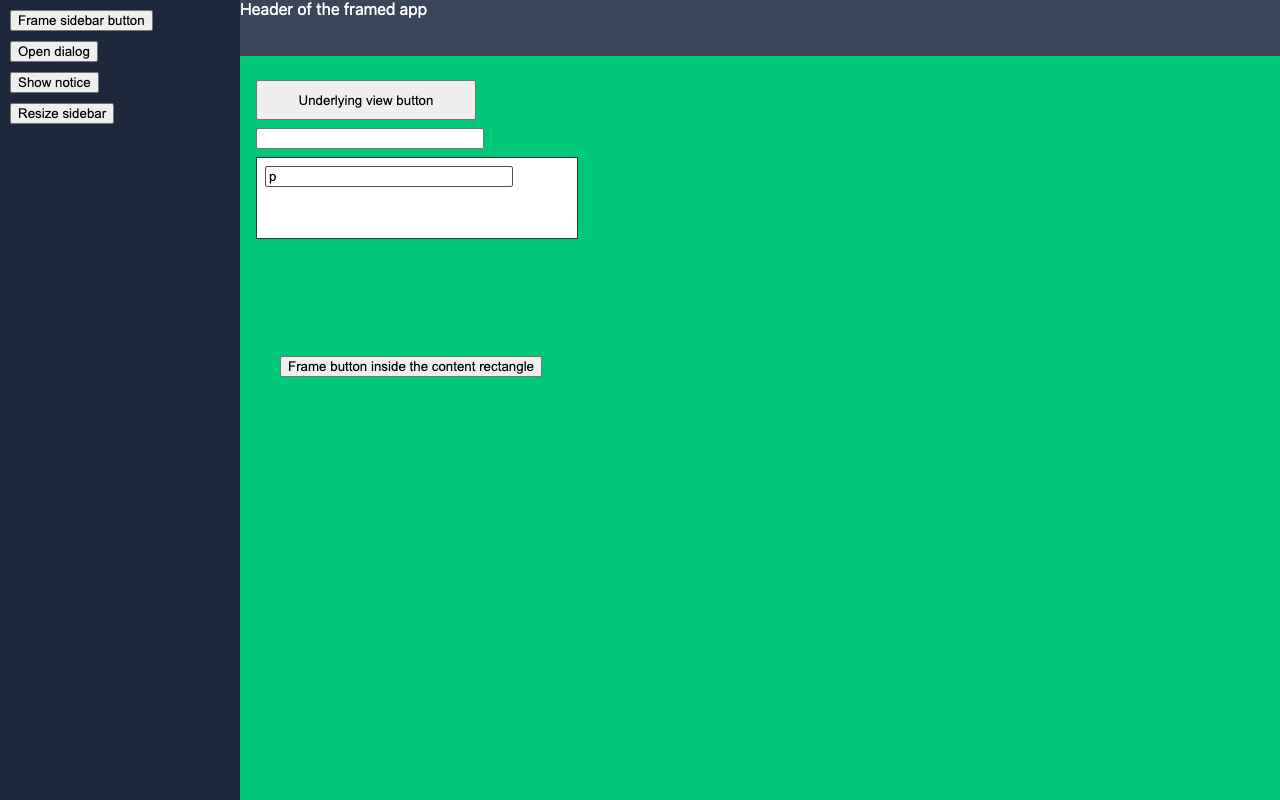 Frame sidebar button
Open dialog
Show notice
Resize sidebar
Header of the framed app
Underlying view button
p
Frame button inside the content rectangle